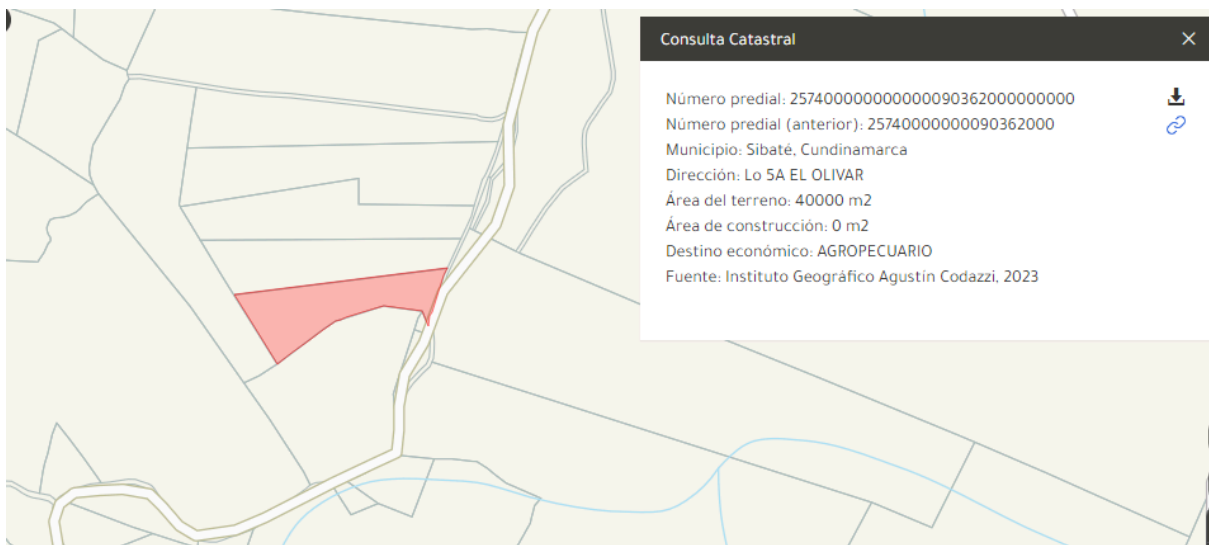 Consulta Catastral
Número predial: 257400000000000090362000000000
Número predial (anterior): 25740000000090362000
Municipio: Sibaté, Cundinamarca
Dirección: Lo 5A EL OLIVAR
Área del terreno: 40000 m2
Área de construcción: 0 m2
Destino económico: AGROPECUARIO
Fuente: Instituto Geográfico Agustín Codazzi, 2023